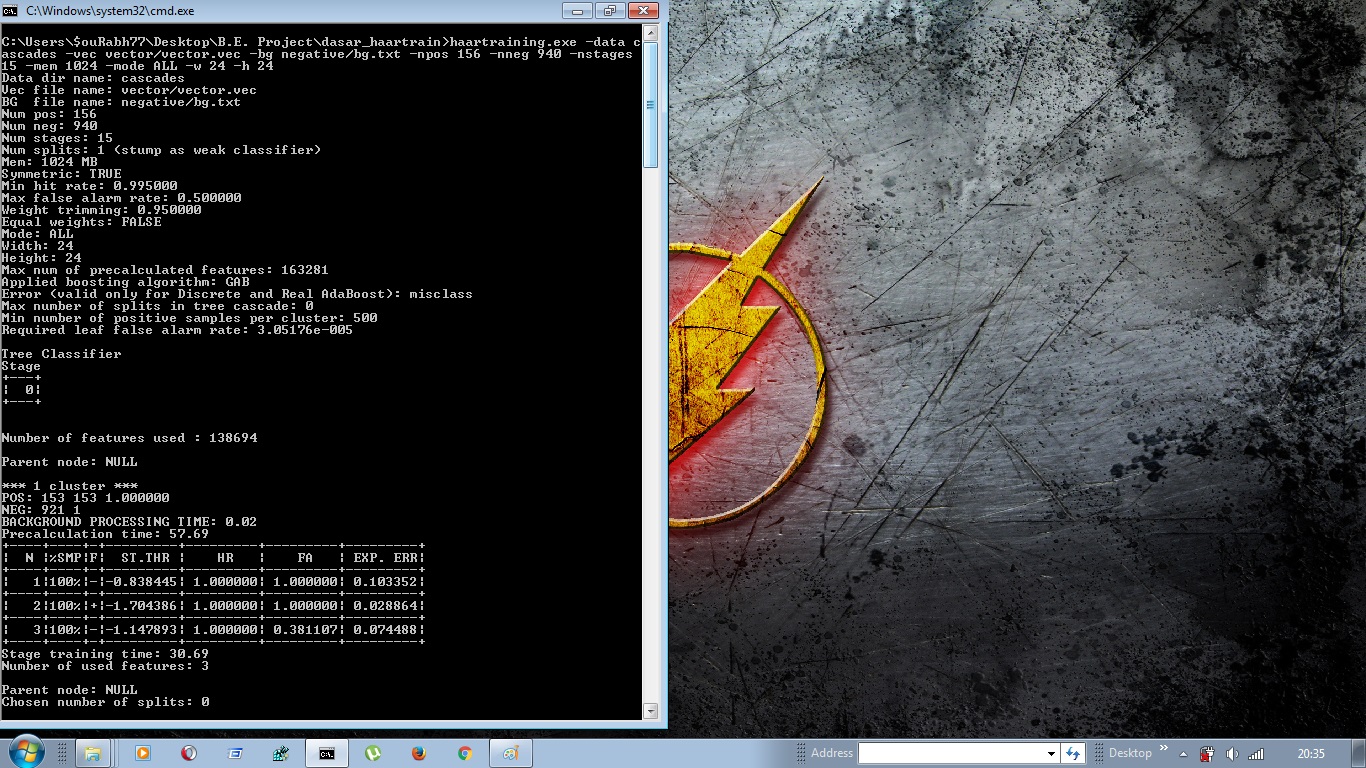 C:\Windows\system32\cmd.exe
C:\Users\$ouRabh77\Desktop\B.E. Project\dasar_haartrain>haartraining.exe -data c
ascades -vec vector/vector.vec -bg negative/bg.txt -npos 156 -nneg 940 -nstages
15 -mem 1024 -mode ALL -w 24 -h 24
Data dir name: cascades
Vec file name: vector/vector.vec
BG  file name: negative/bg.txt
Num pos: 156
Num neg: 940
Num stages: 15
Num splits: 1 (stump as weak classifier)
Mem: 1024 MB
Symmetric: TRUE
Min hit rate: 0.995000
Max false alarm rate: 0.500000
Weight trimming: 0.950000
Equal weights: FALSE
Mode: ALL
Width: 24
Height: 24
Max num of precalculated features: 163281
Applied boosting algorithm: GAB
Error (valid only for Discrete and Real AdaBoost): misclass
Max number of splits in tree cascade: 0
Min number of positive samples per cluster: 500
Required leaf false alarm rate: 3.05176e-005
Tree Classifier
Stage
+---+
|  0|
+---+
Number of features used : 138694
Parent node: NULL
*** 1 cluster ***
POS: 153 153 1.000000
NEG: 921 1
BACKGROUND PROCESSING TIME: 0.02
Precalculation time: 57.69
+----+----+-+---------+---------+---------+---------+
|  N |%SMP|F|  ST.THR |    HR   |    FA   | EXP. ERR|
+----+----+-+---------+---------+---------+---------+
|   1|100%|-|-0.838445| 1.000000| 1.000000| 0.103352|
+----+----+-+---------+---------+---------+---------+
|   2|100%|+|-1.704386| 1.000000| 1.000000| 0.028864|
+----+----+-+---------+---------+---------+---------+
|   3|100%|-|-1.147893| 1.000000| 0.381107| 0.074488|
+----+----+-+---------+---------+---------+---------+
Stage training time: 30.69
Number of used features: 3
Parent node: NULL
Chosen number of splits: 0
Address
Desktop
20:35